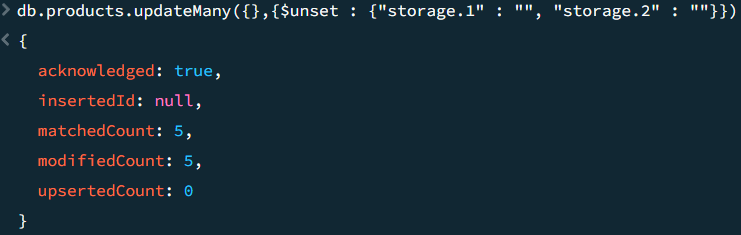 > db.products.updateMany({},{$unset : {"storage.1" : "", "storage.2" : ""}})
< {
acknowledged: true,
insertedId: null,
matchedCount: 5,
modifiedCount: 5,
upsertedCount: 0
}